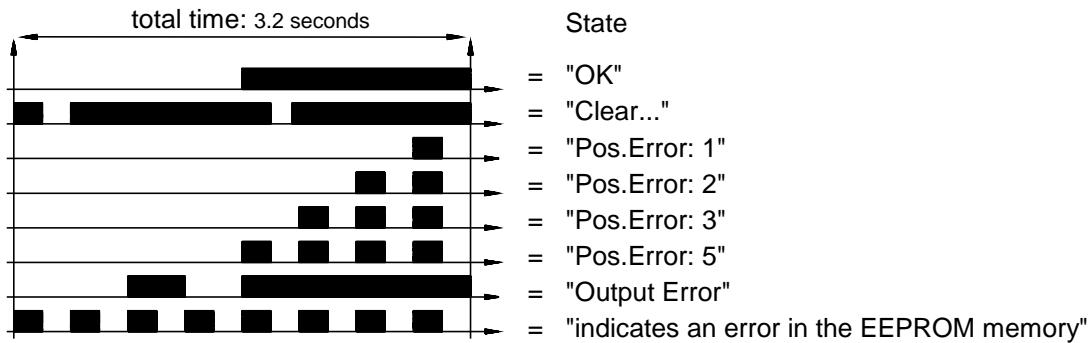 total time: 3.2 seconds State
= "OK"
= "Clear..."
= "Pos.Error: 1"
= "Pos.Error: 2"
= "Pos.Error: 3"
= "Pos.Error: 5"
= "Output Error"
= "indicates an error in the EEPROM memory"